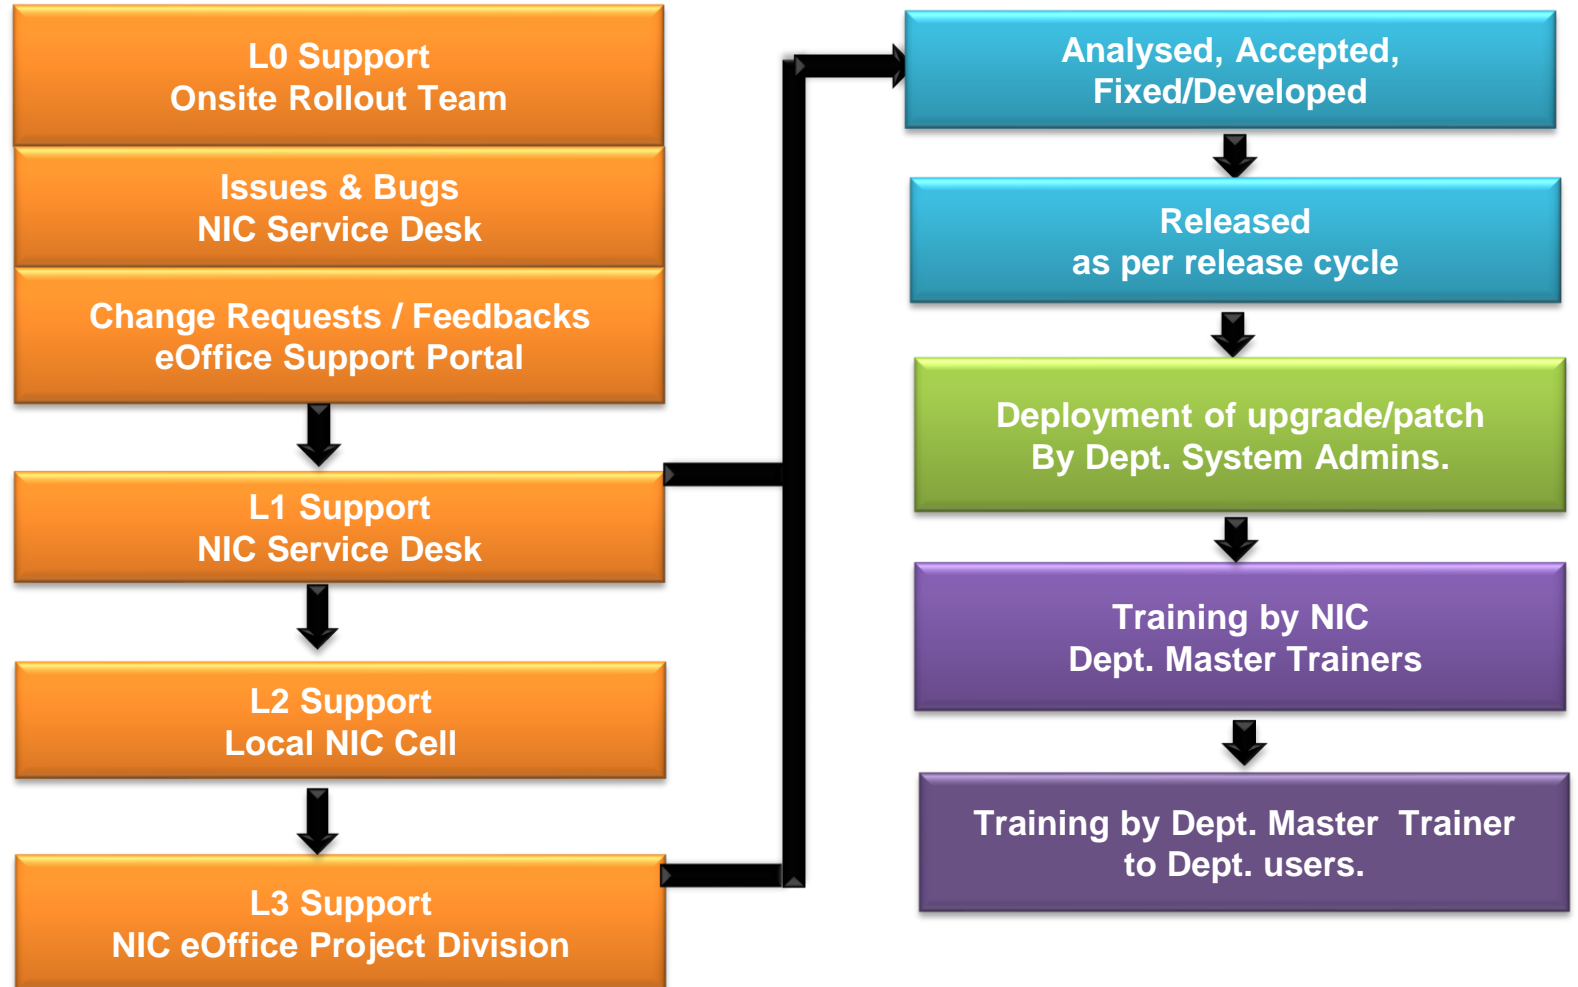 L0 Support
Onsite Rollout Team
Issues & Bugs
NIC Service Desk
Change Requests / Feedbacks
eOffice Support Portal
L1 Support
NIC Service Desk
L2 Support
Local NIC Cell
L3 Support
NIC eOffice Project Division
Analysed, Accepted,
Fixed/Developed
Released
as per release cycle
Deployment of upgrade/patch
By Dept. System Admins.
Training by NIC
Dept. Master Trainers
Training by Dept. Master Trainer
to Dept. users.